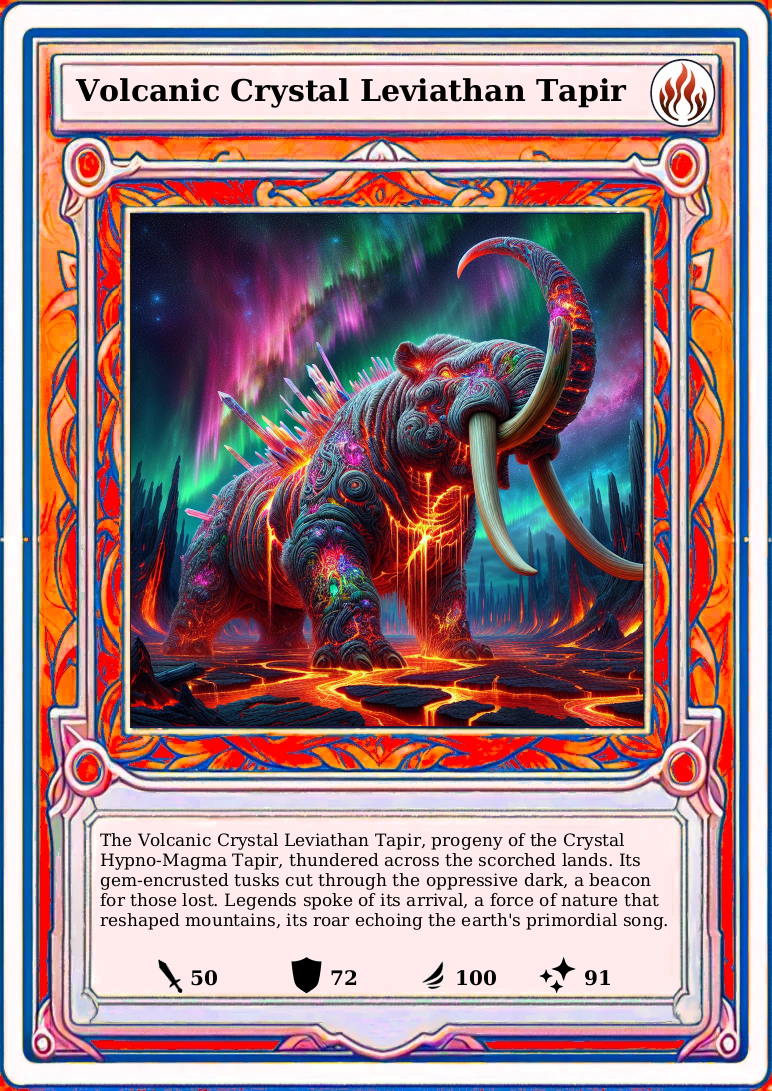 Volcanic Crystal Leviathan Tapir
The Volcanic Crystal Leviathan Tapir, progeny of the Crystal
Hypno-Magma Tapir, thundered across the scorched lands. Its
gem-encrusted tusks cut through the oppressive dark, a beacon
for those lost. Legends spoke of its arrival, a force of nature that
reshaped mountains, its roar echoing the earth's primordial song.
50 72 100 91